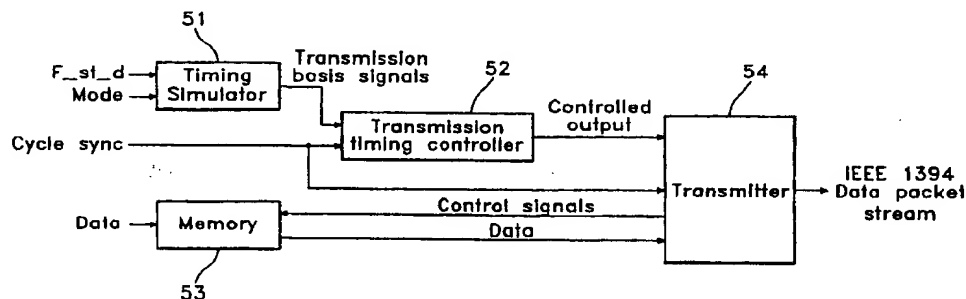 51
F_st_d
Mode
Timing
Simulator
Transmission
basis signals
52
Transmission
timing controller
Controlled
output
54
Cycle sync
Transmitter
IEEE 1394
Data packet
stream
Control signals
Data
Memory
Data
53